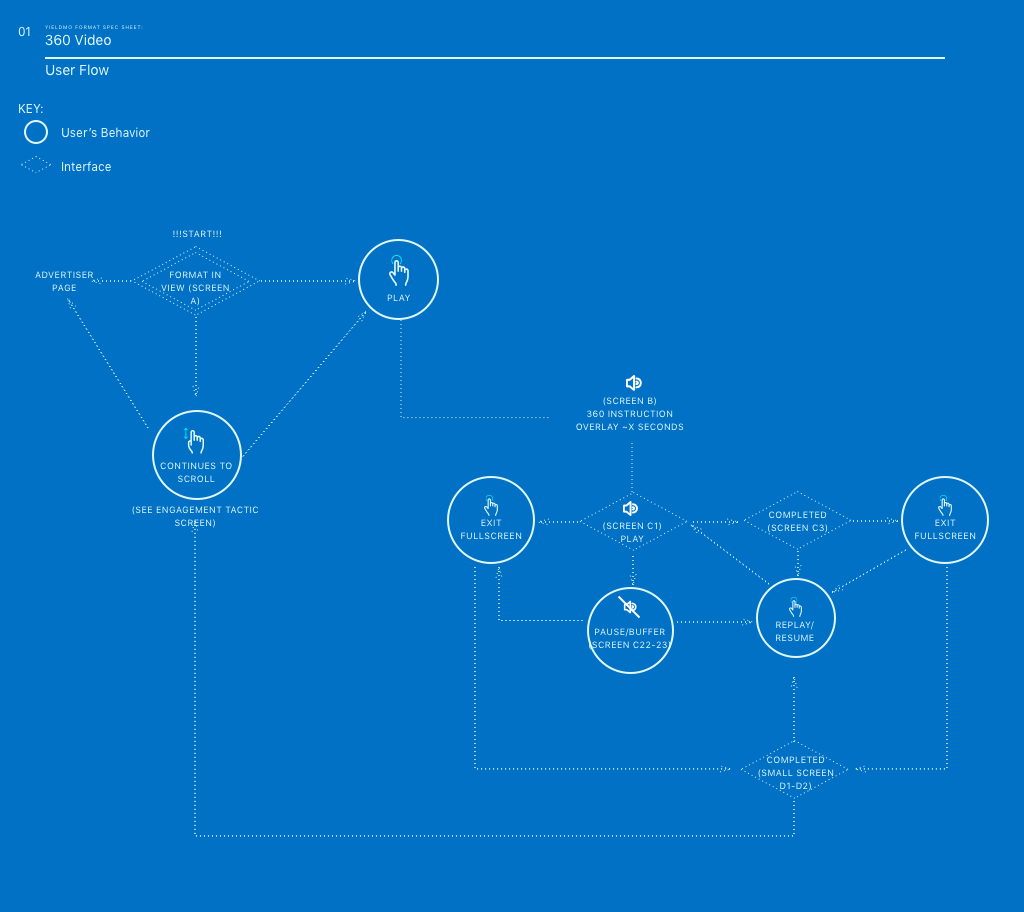 01
YIELDMO FORMAT SPEC SHEET:
360 Video
User Flow
KEY:
User's Behavior
Interface
!!!START!!!
ADVERTISER
PAGE
FORMAT IN
VIEW (SCREEN
A)
PLAY
(SCREEN B)
360 INSTRUCTION
OVERLAY ~X SECONDS
CONTINUES TO
SCROLL
(SEE ENGAGEMENT TACTIC
SCREEN)
EXIT
FULLSCREEN
(SCREEN C1)
PLAY
COMPLETED
(SCREEN C3)
EXIT
FULLSCREEN
PAUSE/BUFFER
(SCREEN C22-23)
REPLAY/
RESUME
COMPLETED
(SMALL SCREEN
D1-D2)